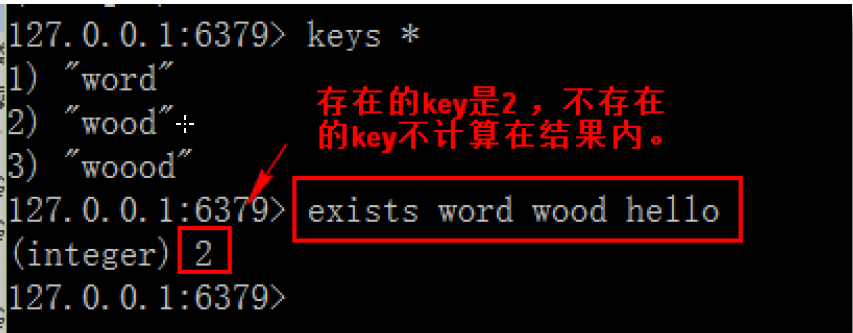 127.0.0.1:6379> keys *
1) "word"
2) "wood"
3) "woood"
存在的key是2，不存在
的key不计算在结果内。
127.0.0.1:6379> exists word wood hello
(integer) 2
127.0.0.1:6379>